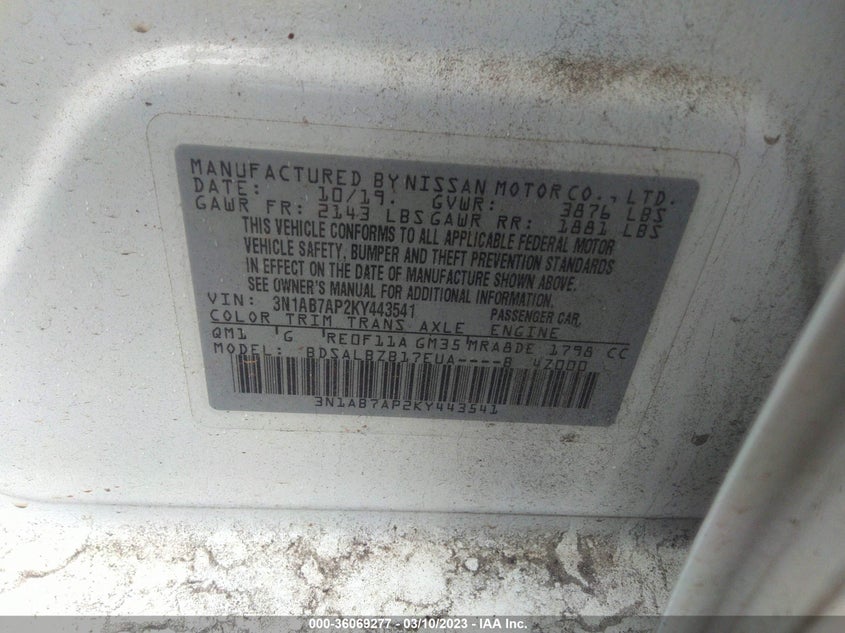 MANUFACTURED BY NISSAN MOTOR CO., LTD.
DATE: 10/19. GVWR: 3876 LBS
GAWR FR: 2143 LBS GAWR RR: 1881 LBS
THIS VEHICLE CONFORMS TO ALL APPLICABLE FEDERAL MOTOR
VEHICLE SAFETY, BUMPER AND THEFT PREVENTION STANDARDS
IN EFFECT ON THE DATE OF MANUFACTURE SHOWN ABOVE.
SEE OWNER'S MANUAL FOR ADDITIONAL INFORMATION.
VIN: 3N1AB7AP2KY443541 PASSENGER CAR
COLOR TRIM TRANS AXLE ENGINE
QM1 G RE0F11A GM35 MRA8DE 1798 CC
MODEL: BDSALBZB17EUA----B 4Z000
3N1AB7AP2KY443541
000-36069277 — 03/10/2023 — IAA Inc.